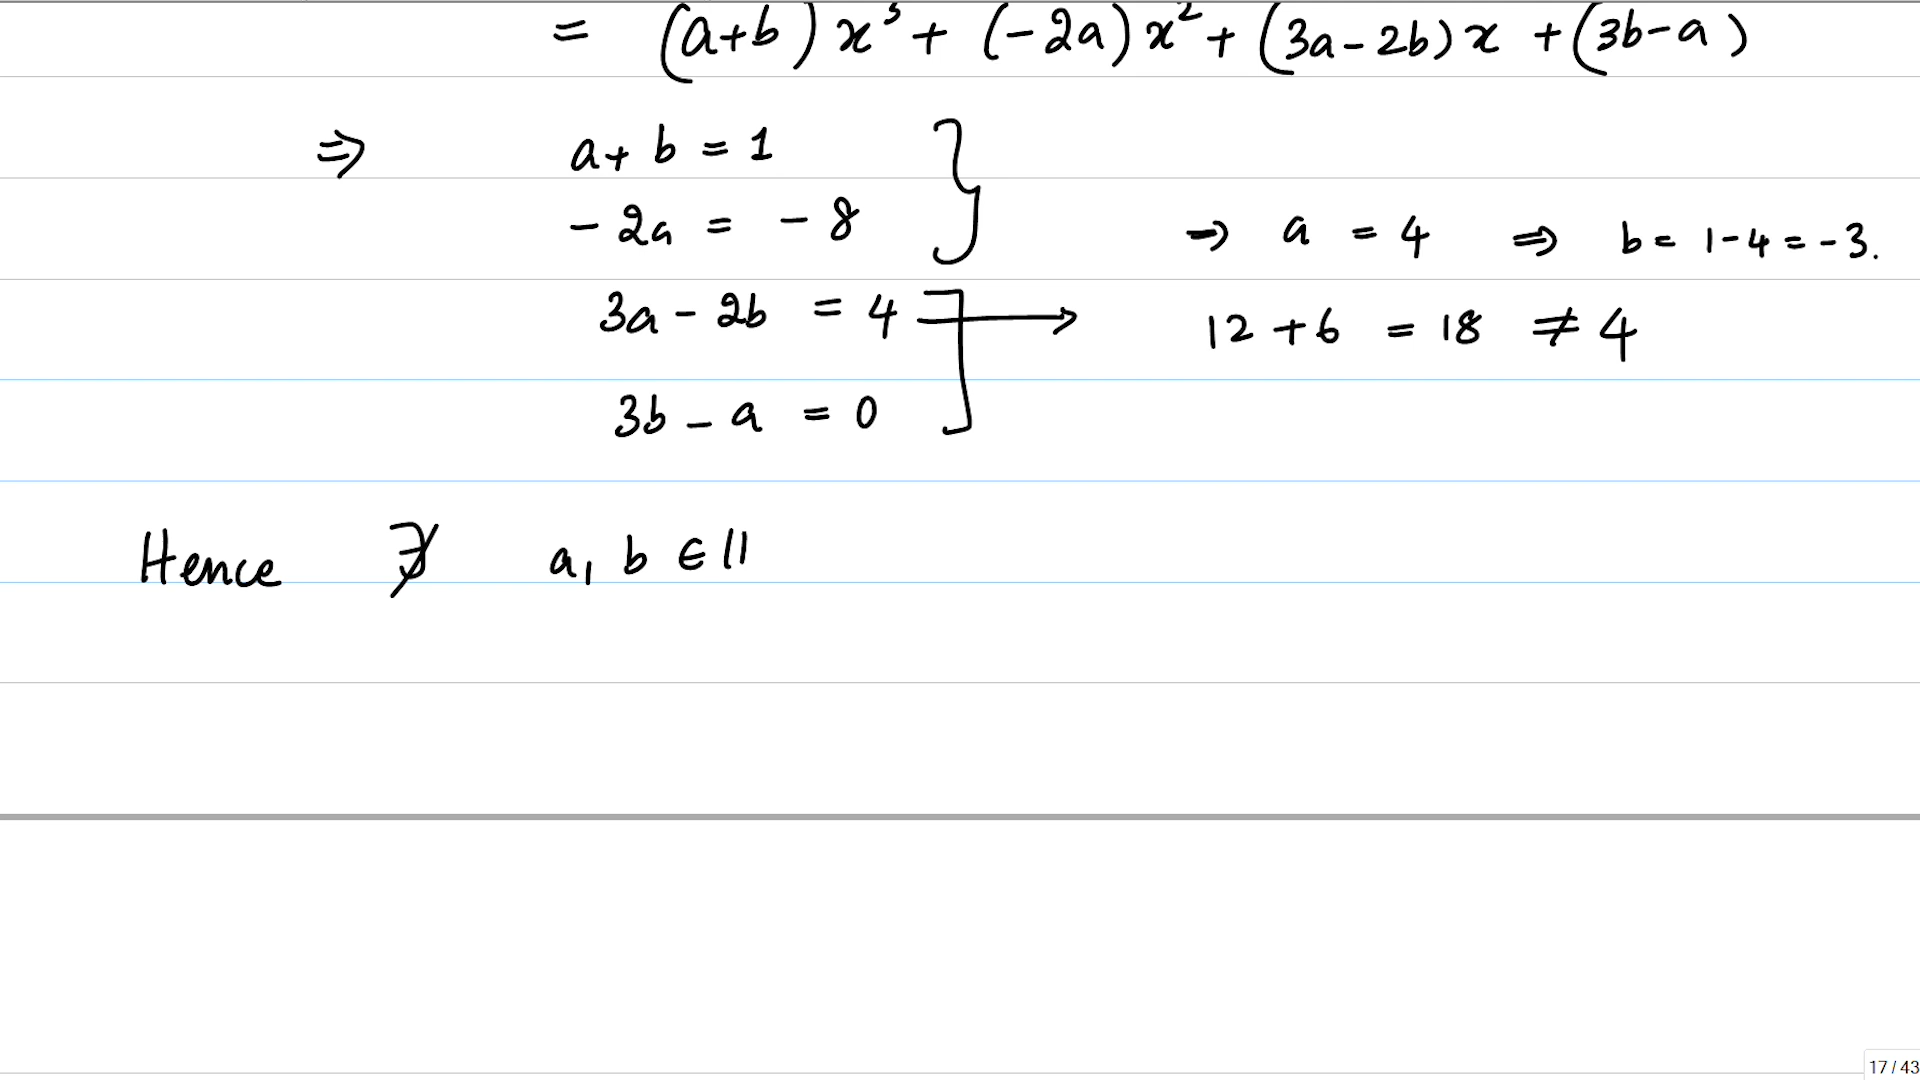 = (a+b) x³ + (-2a) x² + (3a-2b) x + (3b-a)
⇒ a+b = 1
-2a = -8 ⇒ a = 4 ⇒ b = 1-4 = -3.
3a-2b = 4 → 12+6 = 18 ≠ 4
3b-a = 0
Hence ∄ a, b ∈
17 / 43